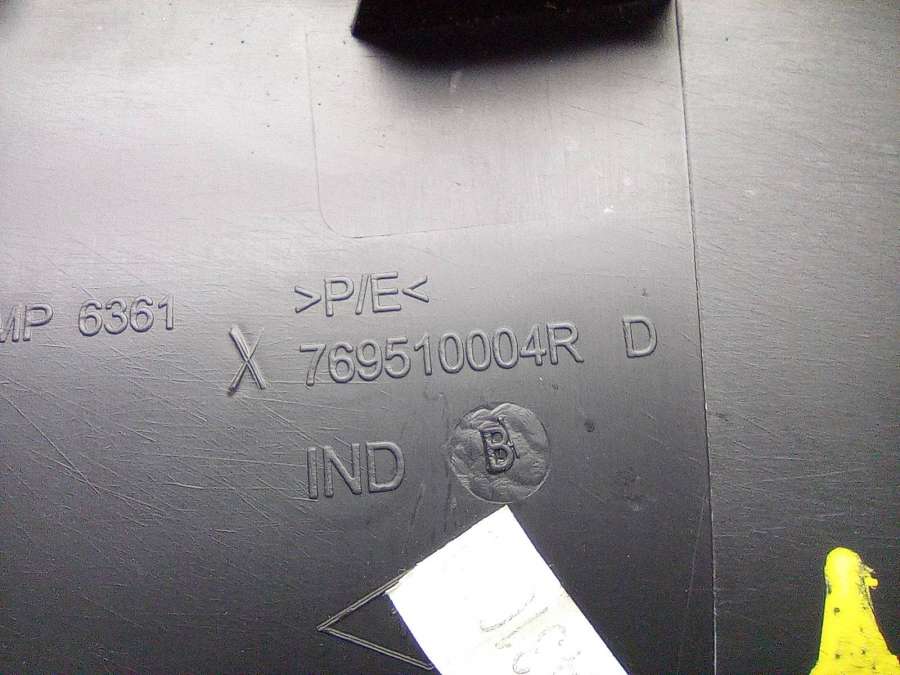 >P/E<
MP 6361
X 769510004R D
IND B